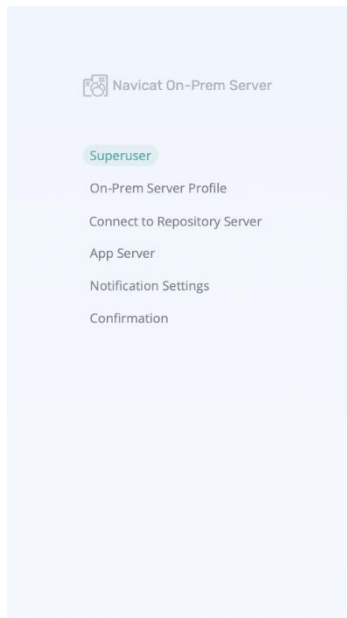 Navicat On-Prem Server
Superuser
On-Prem Server Profile
Connect to Repository Server
App Server
Notification Settings
Confirmation